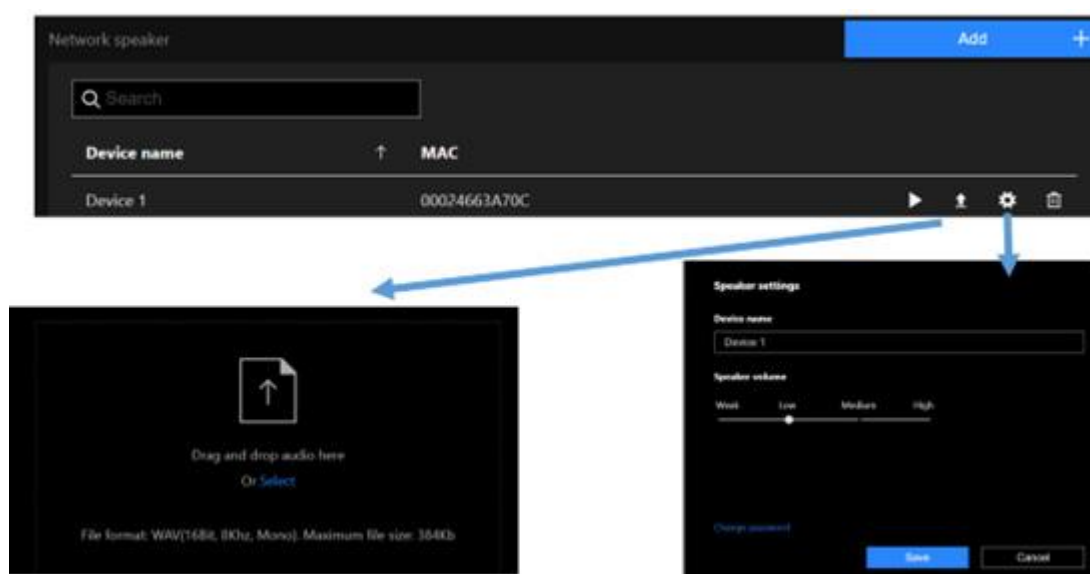 Network speaker
Add +
Search
Device name ↑ MAC
Device 1 00024663A70C
Drag and drop audio here
Or Select
File format: WAV(16Bit, 8Khz, Mono). Maximum file size: 384Kb
Speaker settings
Device name
Device 1
Speaker volume
Weak Low Medium High
Change password
Save Cancel